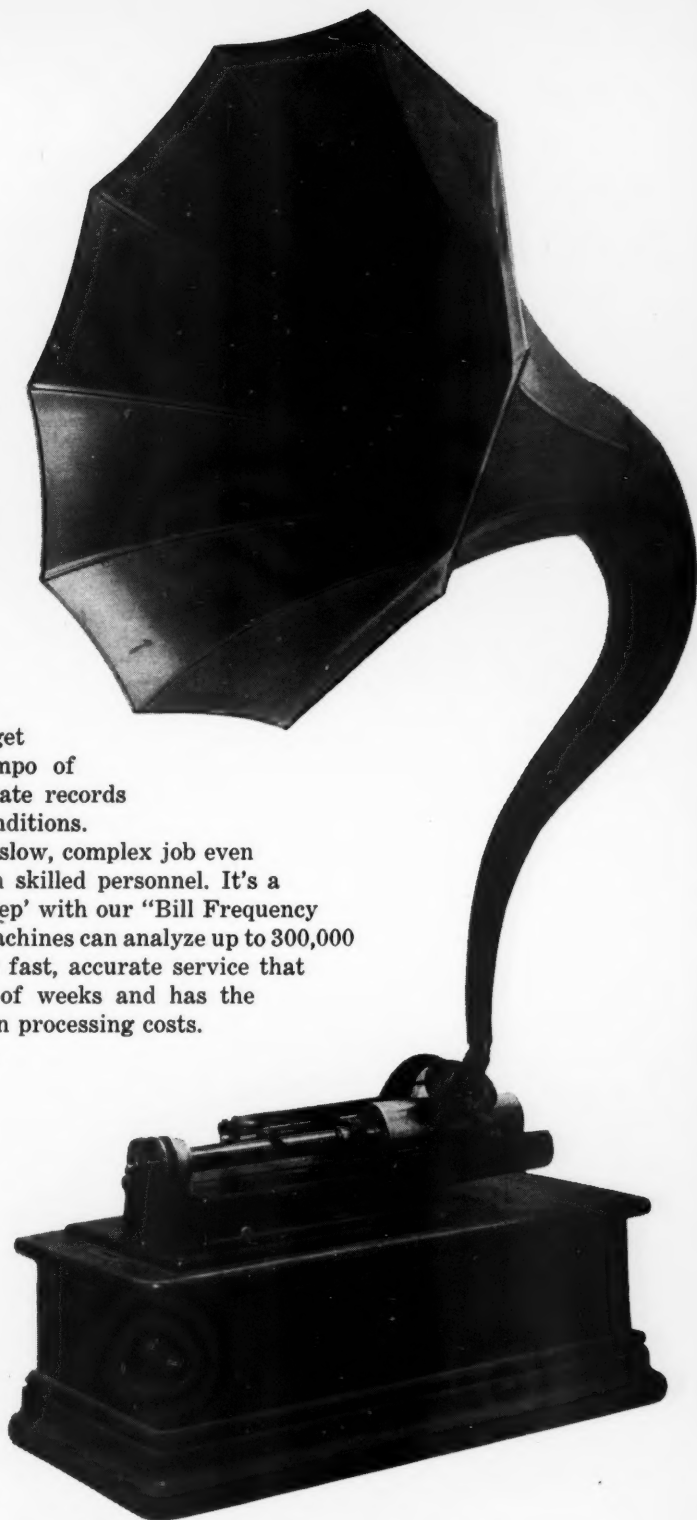 get
mpo of
ate records
nditions.
slow, complex job even
n skilled personnel. It's a
ep' with our "Bill Frequency
achines can analyze up to 300,000
fast, accurate service that
of weeks and has the
n processing costs.